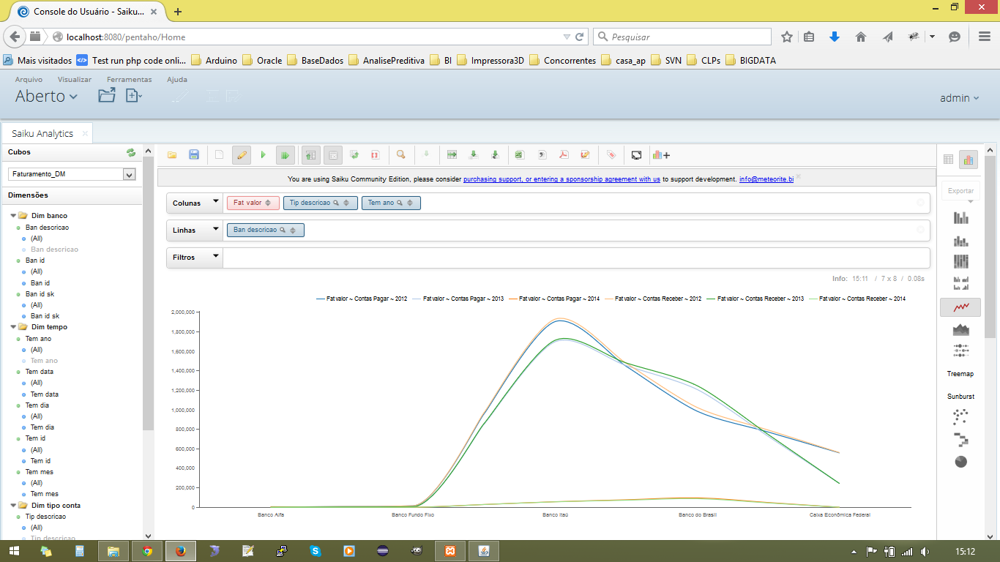 Console do Usuário - Saiku...
localhost:8080/pentaho/Home
Pesquisar
Mais visitados Test run php code onli... Arduino Oracle BaseDados AnalisePreditiva BI Impressora3D Concorrentes casa_ap SVN CLPs BIGDATA
Arquivo Visualizar Ferramentas Ajuda
Aberto
admin
Saiku Analytics
Cubos
Faturamento_DM
Dimensões
Dim banco
Ban descricao
(All)
Ban descricao
Ban id
(All)
Ban id
Ban id sk
(All)
Ban id sk
Dim tempo
Tem ano
(All)
Tem ano
Tem data
(All)
Tem data
Tem dia
(All)
Tem dia
Tem id
(All)
Tem id
Tem mes
(All)
Tem mes
Dim tipo conta
Tip descricao
(All)
Tip descricao
You are using Saiku Community Edition, please consider purchasing support, or entering a sponsorship agreement with us to support development. info@meteorite.bi
Colunas Fat valor Tip descricao Tem ano
Linhas Ban descricao
Filtros
Info: 15:11 / 7 x 8 / 0.08s
Fat valor ~ Contas Pagar ~ 2012 Fat valor ~ Contas Pagar ~ 2013 Fat valor ~ Contas Pagar ~ 2014 Fat valor ~ Contas Receber ~ 2012 Fat valor ~ Contas Receber ~ 2013 Fat valor ~ Contas Receber ~ 2014
2,000,000
1,800,000
1,600,000
1,400,000
1,200,000
1,000,000
800,000
600,000
400,000
200,000
0
Banco Alfa Banco Fundo Fixo Banco Itaú Banco do Brasil Caixa Econômica Federal
Exportar
Treemap
Sunburst
15:12